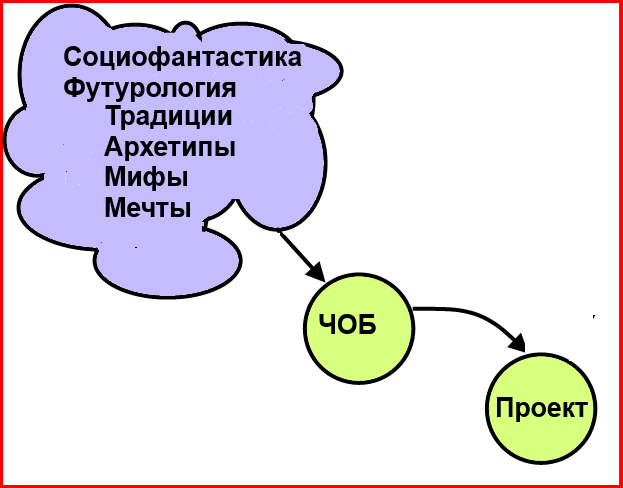 Социофантастика
Футурология
Традиции
Архетипы
Мифы
Мечты
ЧОБ
Проект